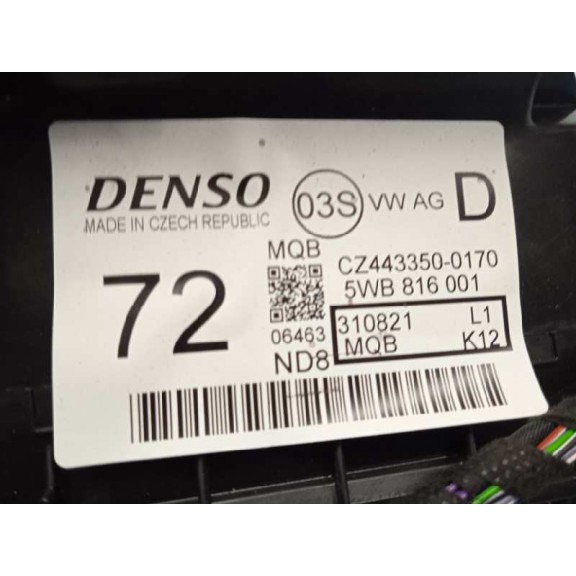 DENSO 03S VW AG D
MADE IN CZECH REPUBLIC
MQB CZ443350-0170
72 5WB 816 001
06463 310821 L1
ND8 MQB K12